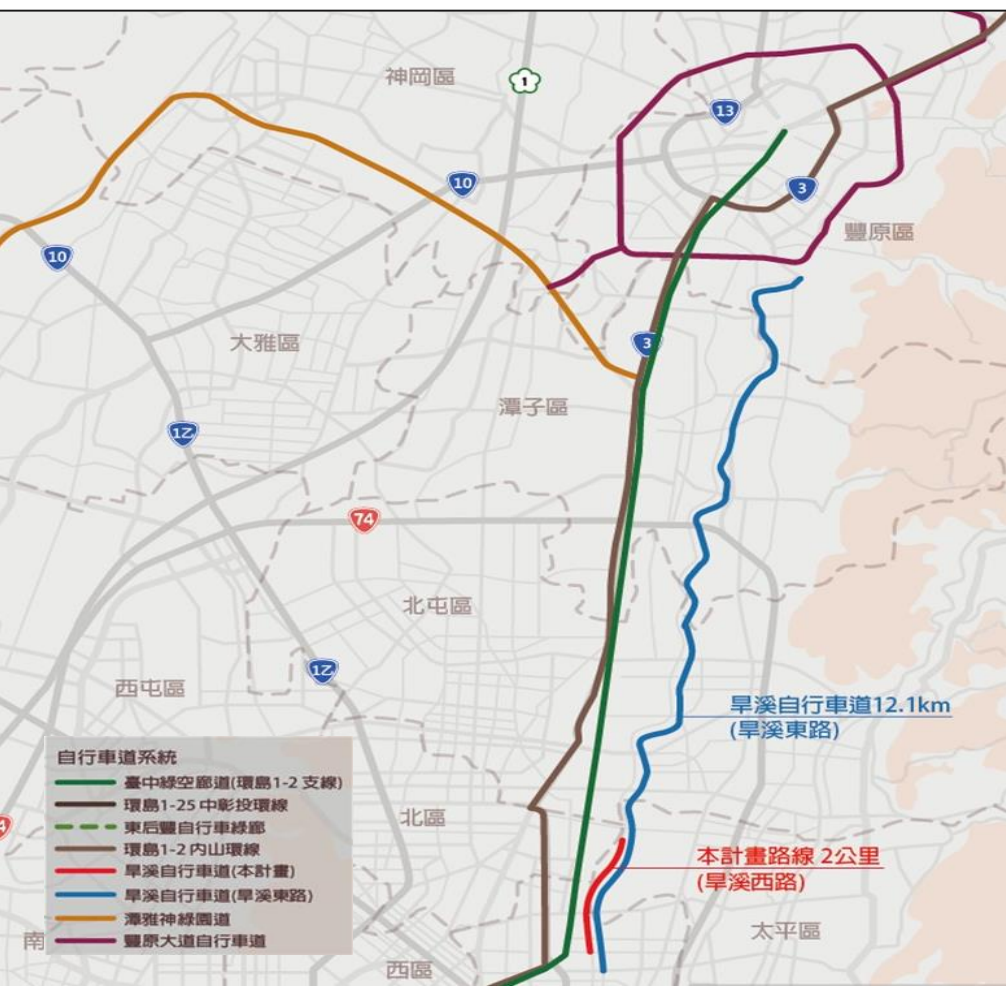 神岡區
1
13
10
3
豐原區
10
大雅區
3
潭子區
1乙
74
北屯區
1乙
西屯區
旱溪自行車道12.1km
(旱溪東路)
自行車道系統
臺中綠空廊道(環島1-2 支線)
環島1-25 中彰投環線
東后豐自行車綠廊
環島1-2 內山環線
旱溪自行車道(本計畫)
旱溪自行車道(旱溪東路)
潭雅神綠園道
豐原大道自行車道
北區
4
本計畫路線 2公里
(旱溪西路)
太平區
南
西區